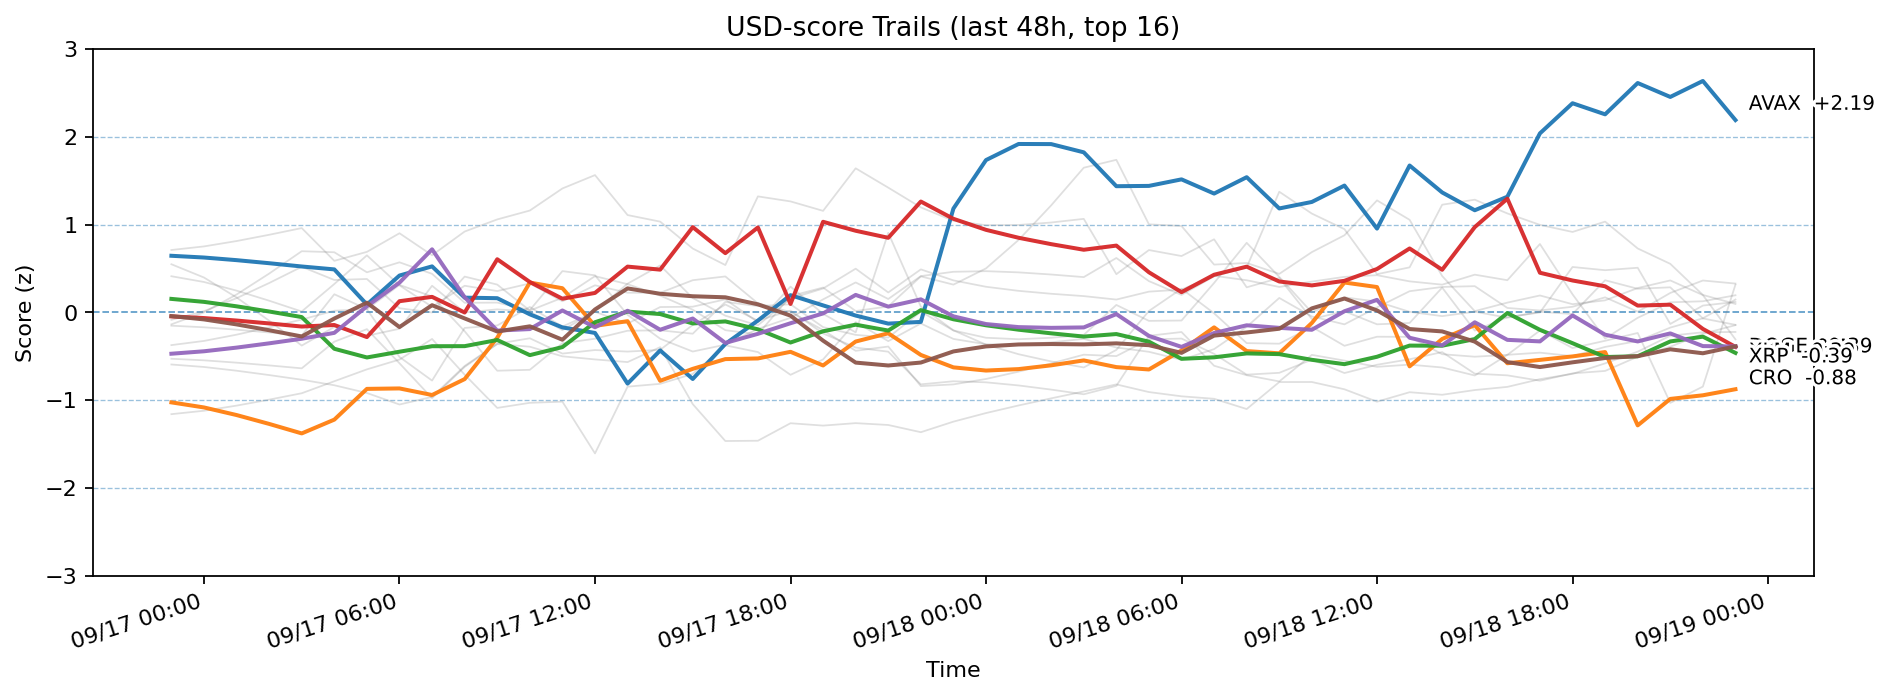 USD-score Trails (last 48h, top 16)
3
2
1
0
−1
−2
−3
Score (z)
AVAX +2.19
XRP -0.39
CRO -0.88
09/17 00:00
09/17 06:00
09/17 12:00
09/17 18:00
09/18 00:00
09/18 06:00
09/18 12:00
09/18 18:00
09/19 00:00
Time